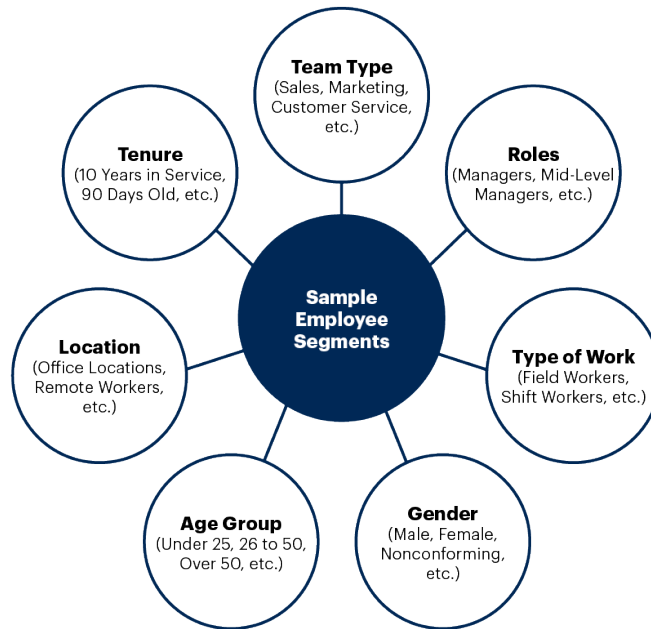 Team Type
(Sales, Marketing,
Customer Service,
etc.)
Tenure
(10 Years in Service,
90 Days Old, etc.)
Roles
(Managers, Mid-Level
Managers, etc.)
Sample
Employee
Segments
Location
(Office Locations,
Remote Workers,
etc.)
Type of Work
(Field Workers,
Shift Workers, etc.)
Age Group
(Under 25, 26 to 50,
Over 50, etc.)
Gender
(Male, Female,
Nonconforming,
etc.)